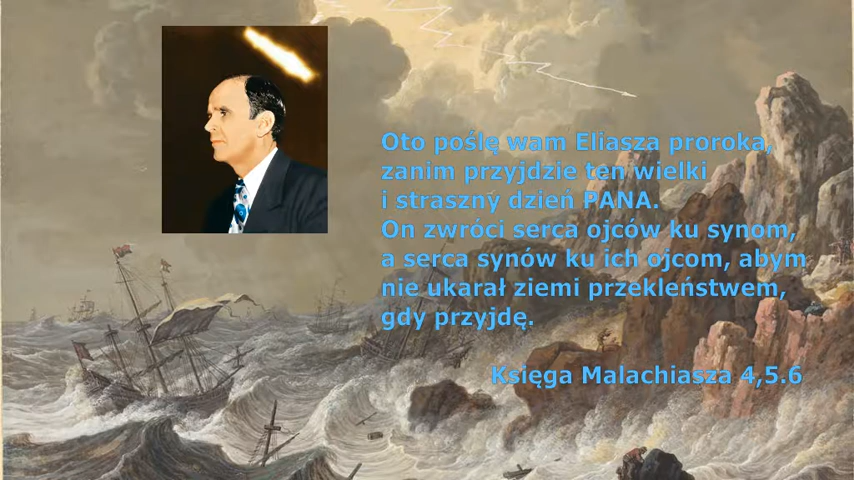 Oto poślę wam Eliasza proroka,
zanim przyjdzie ten wielki
i straszny dzień PANA.
On zwróci serca ojców ku synom,
a serca synów ku ich ojcom, abym
nie ukarał ziemi przekleństwem,
gdy przyjdę.
Księga Malachiasza 4,5.6